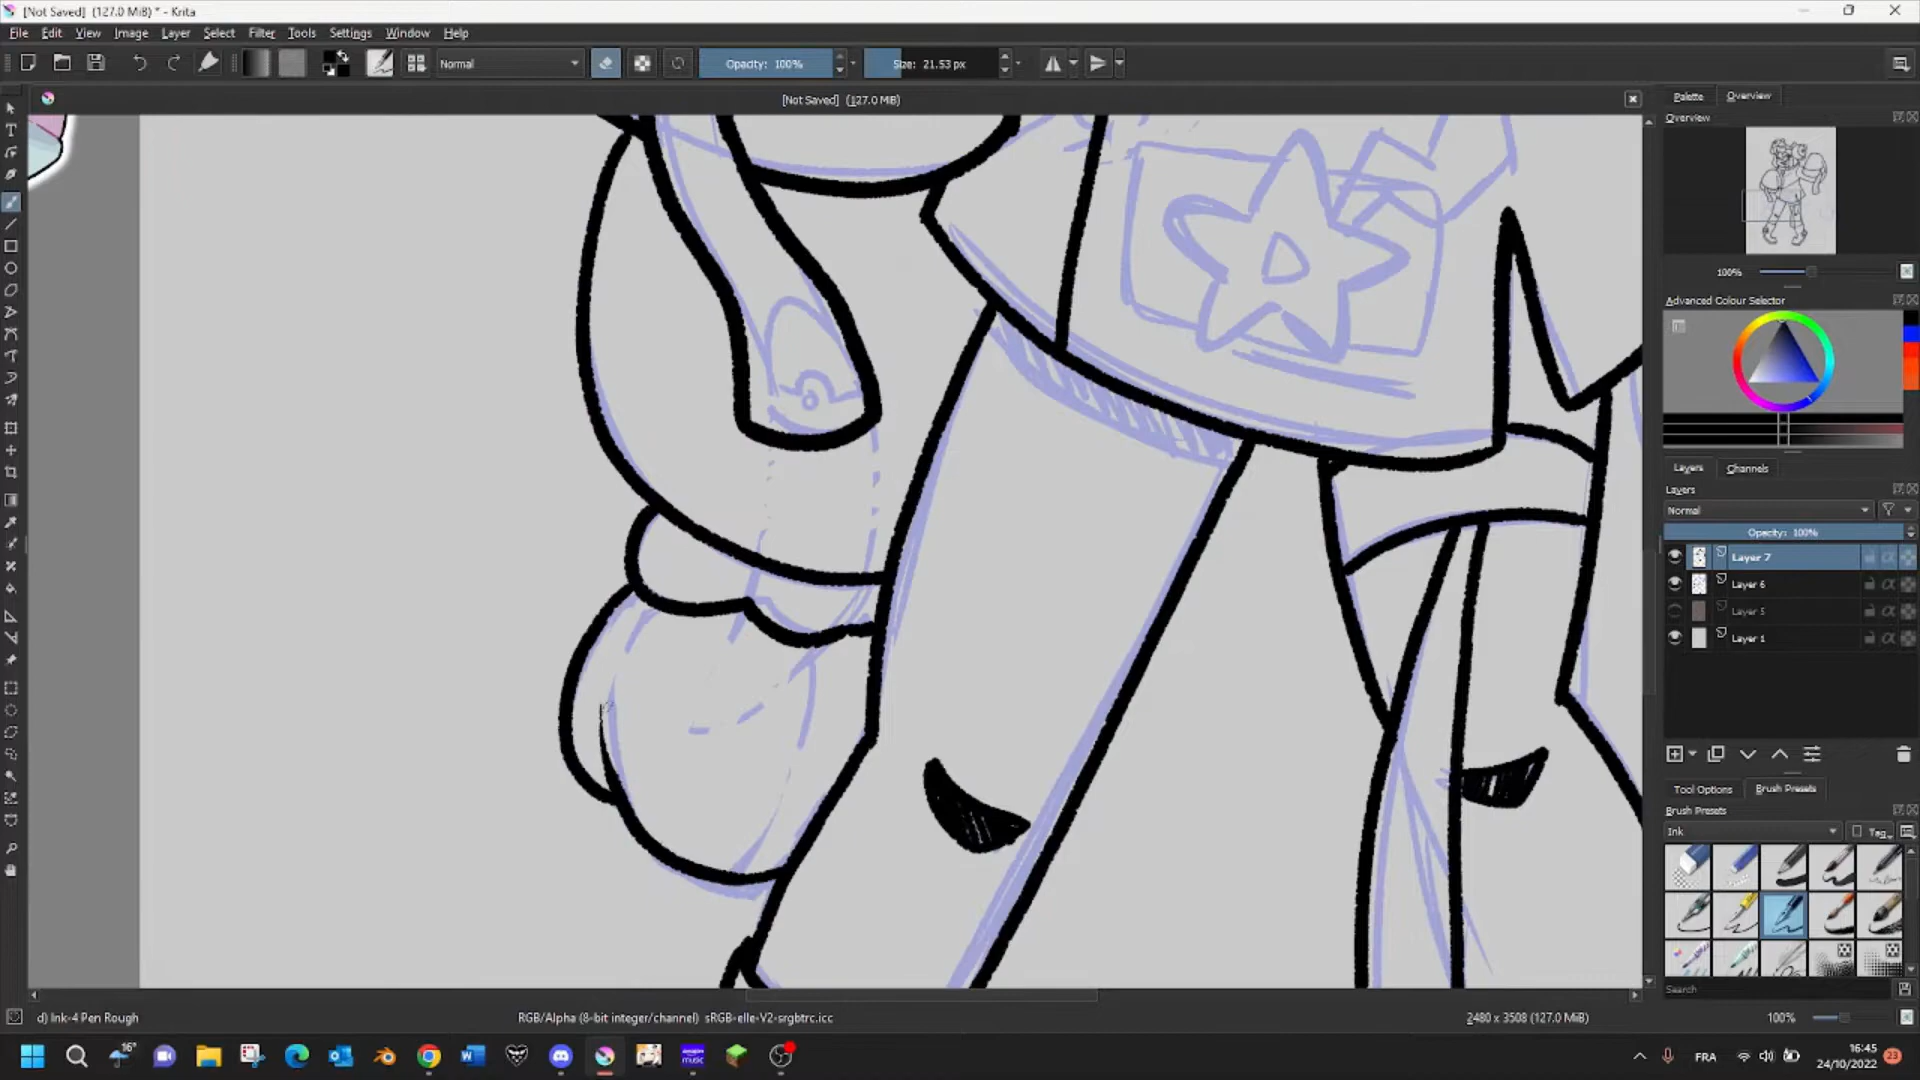 [Not Saved] (127.0 MiB) * - Krita
File Edit View Image Layer Select Filter Tools Settings Window Help
Normal
Opacity: 100%
Size: 21.53 px
[Not Saved] (127.0 MiB)
Palette Overview
Overview
100%
Advanced Colour Selector
Layers Channels
Layers
Normal
Opacity: 100%
Layer 7
Layer 6
Layer 5
Layer 1
Tool Options Brush Presets
Brush Presets
Ink
Tag
Search
d) Ink-4 Pen Rough
RGB/Alpha (8-bit integer/channel) sRGB-elle-V2-srgbtrc.icc
2480 x 3508 (127.0 MiB)
100%
16°
music
FRA
16:45
24/10/2022
23